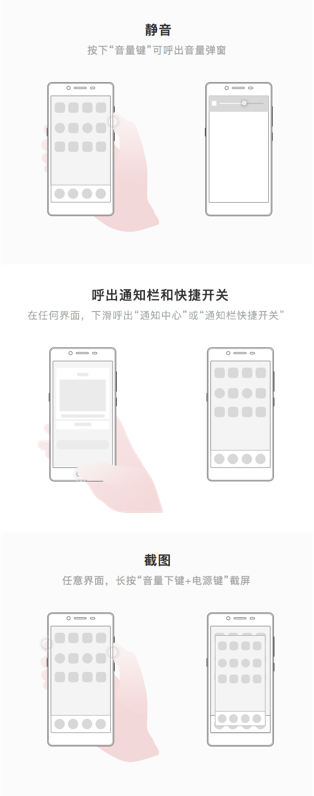 静音
按下“音量键”可呼出音量弹窗
呼出通知栏和快捷开关
在任何界面，下滑呼出“通知中心”或“通知栏快捷开关”
截图
任意界面，长按“音量下键+电源键”截屏